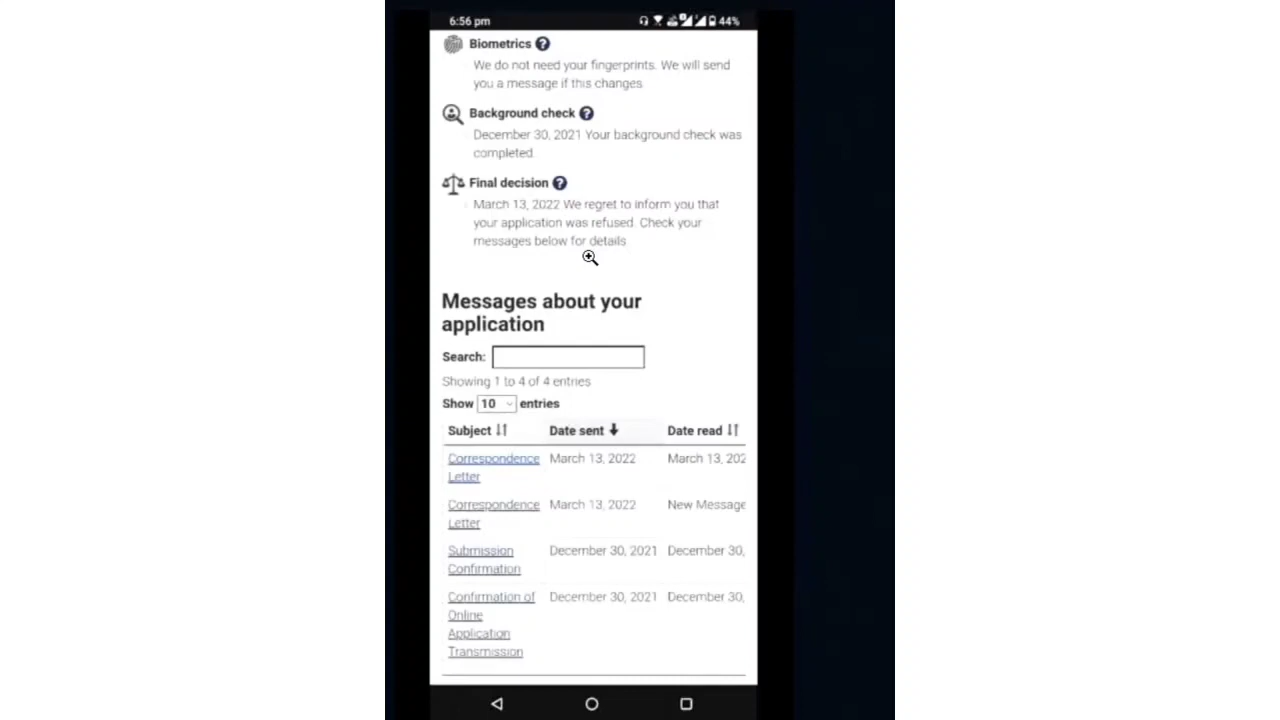 6:56 pm 44%
Biometrics ?
We do not need your fingerprints. We will send
you a message if this changes.
Background check ?
December 30, 2021 Your background check was
completed.
Final decision ?
March 13, 2022 We regret to inform you that
your application was refused. Check your
messages below for details
Messages about your
application
Search:
Showing 1 to 4 of 4 entries
Show 10 entries
Subject Date sent Date read
Correspondence March 13, 2022 March 13, 202
Letter
Correspondence March 13, 2022 New Message
Letter
Submission December 30, 2021 December 30,
Confirmation
Confirmation of December 30, 2021 December 30,
Online
Application
Transmission